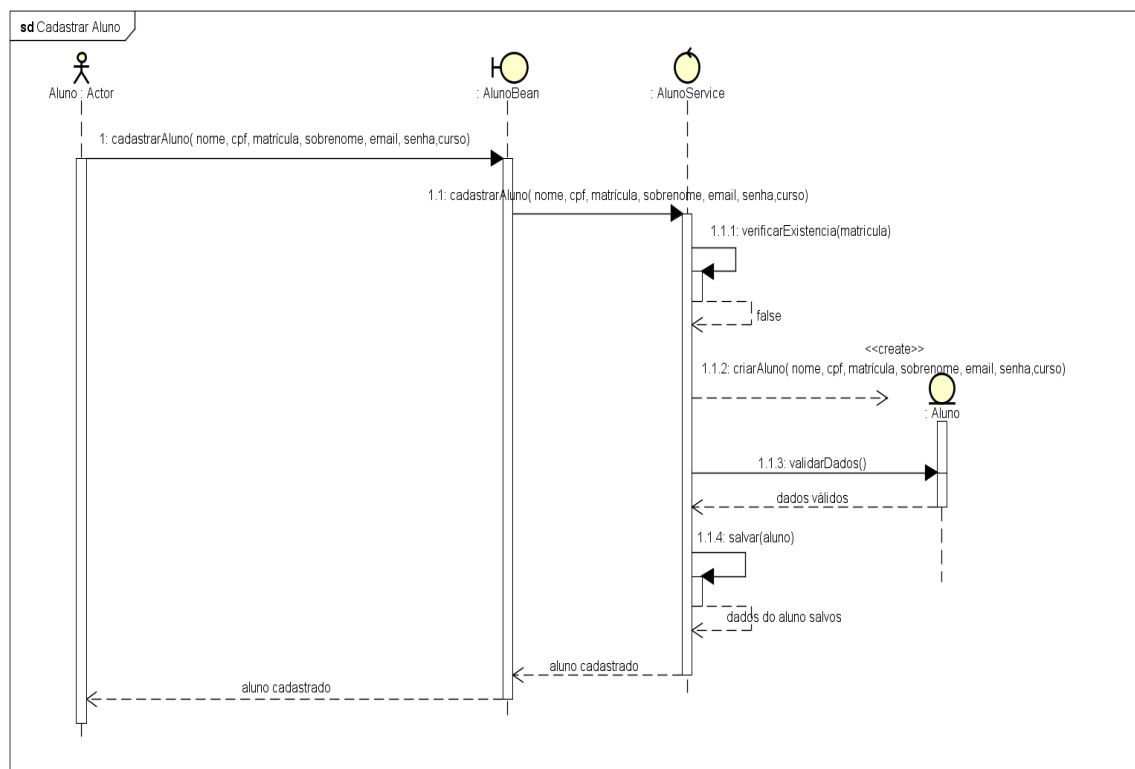 sd Cadastrar Aluno
Aluno : Actor
: AlunoBean
: AlunoService
1: cadastrarAluno( nome, cpf, matrícula, sobrenome, email, senha,curso)
1.1: cadastrarAluno( nome, cpf, matrícula, sobrenome, email, senha,curso)
1.1.1: verificarExistencia(matricula)
false
<<create>>
1.1.2: criarAluno( nome, cpf, matrícula, sobrenome, email, senha,curso)
: Aluno
1.1.3: validarDados()
dados válidos
1.1.4: salvar(aluno)
dados do aluno salvos
aluno cadastrado
aluno cadastrado